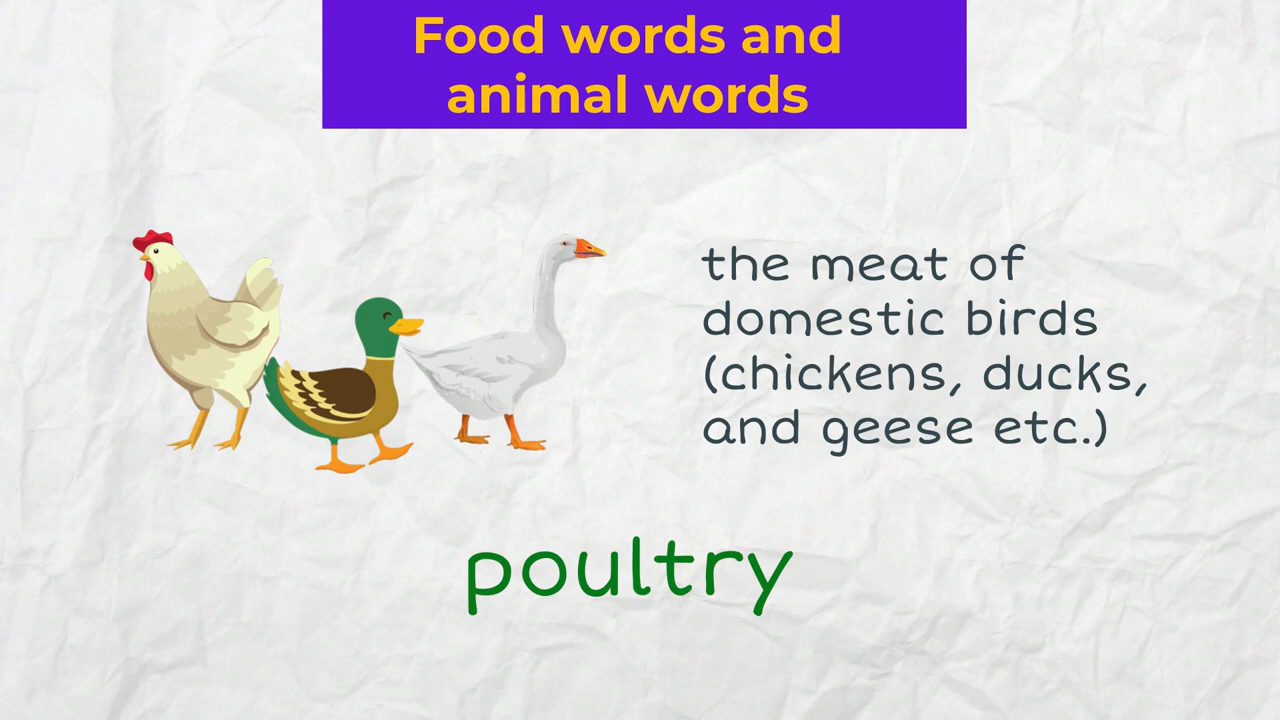 Food words and
animal words
the meat of
domestic birds
(chickens, ducks,
and geese etc.)
poultry